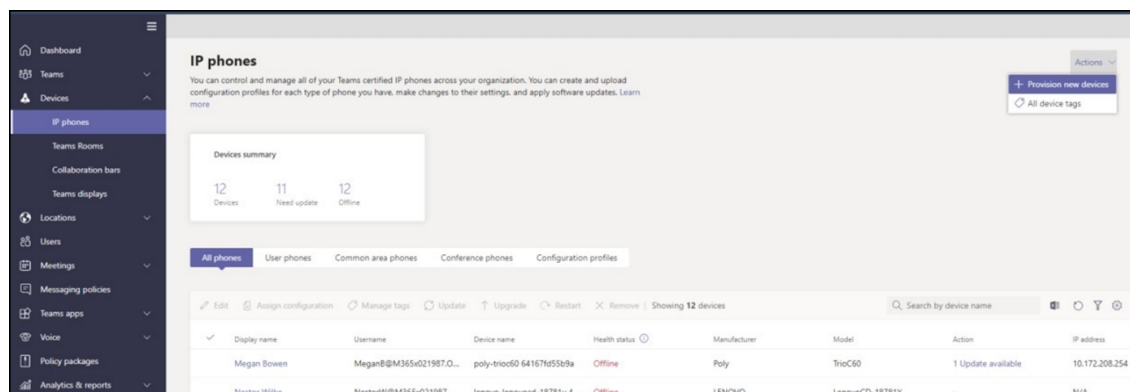 Dashboard
Teams
Devices
IP phones
Teams Rooms
Collaboration bars
Teams displays
Locations
Users
Meetings
Messaging policies
Teams apps
Voice
Policy packages
Analytics & reports
IP phones
You can control and manage all of your Teams certified IP phones across your organization. You can create and upload
configuration profiles for each type of phone you have, make changes to their settings, and apply software updates. Learn
more
Actions
+ Provision new devices
All device tags
Devices summary
12 11 12
Devices Need update Offline
All phones User phones Common area phones Conference phones Configuration profiles
Edit Assign configuration Manage tags Update Upgrade Restart Remove | Showing 12 devices Search by device name
Display name Username Device name Health status Manufacturer Model Action IP address
Megan Bowen MeganB@M365x021987.O... poly-trioc60 64167fd55b9a Offline Poly TrioC60 1 Update available 10.172.208.254
Offline LENOVO N/A